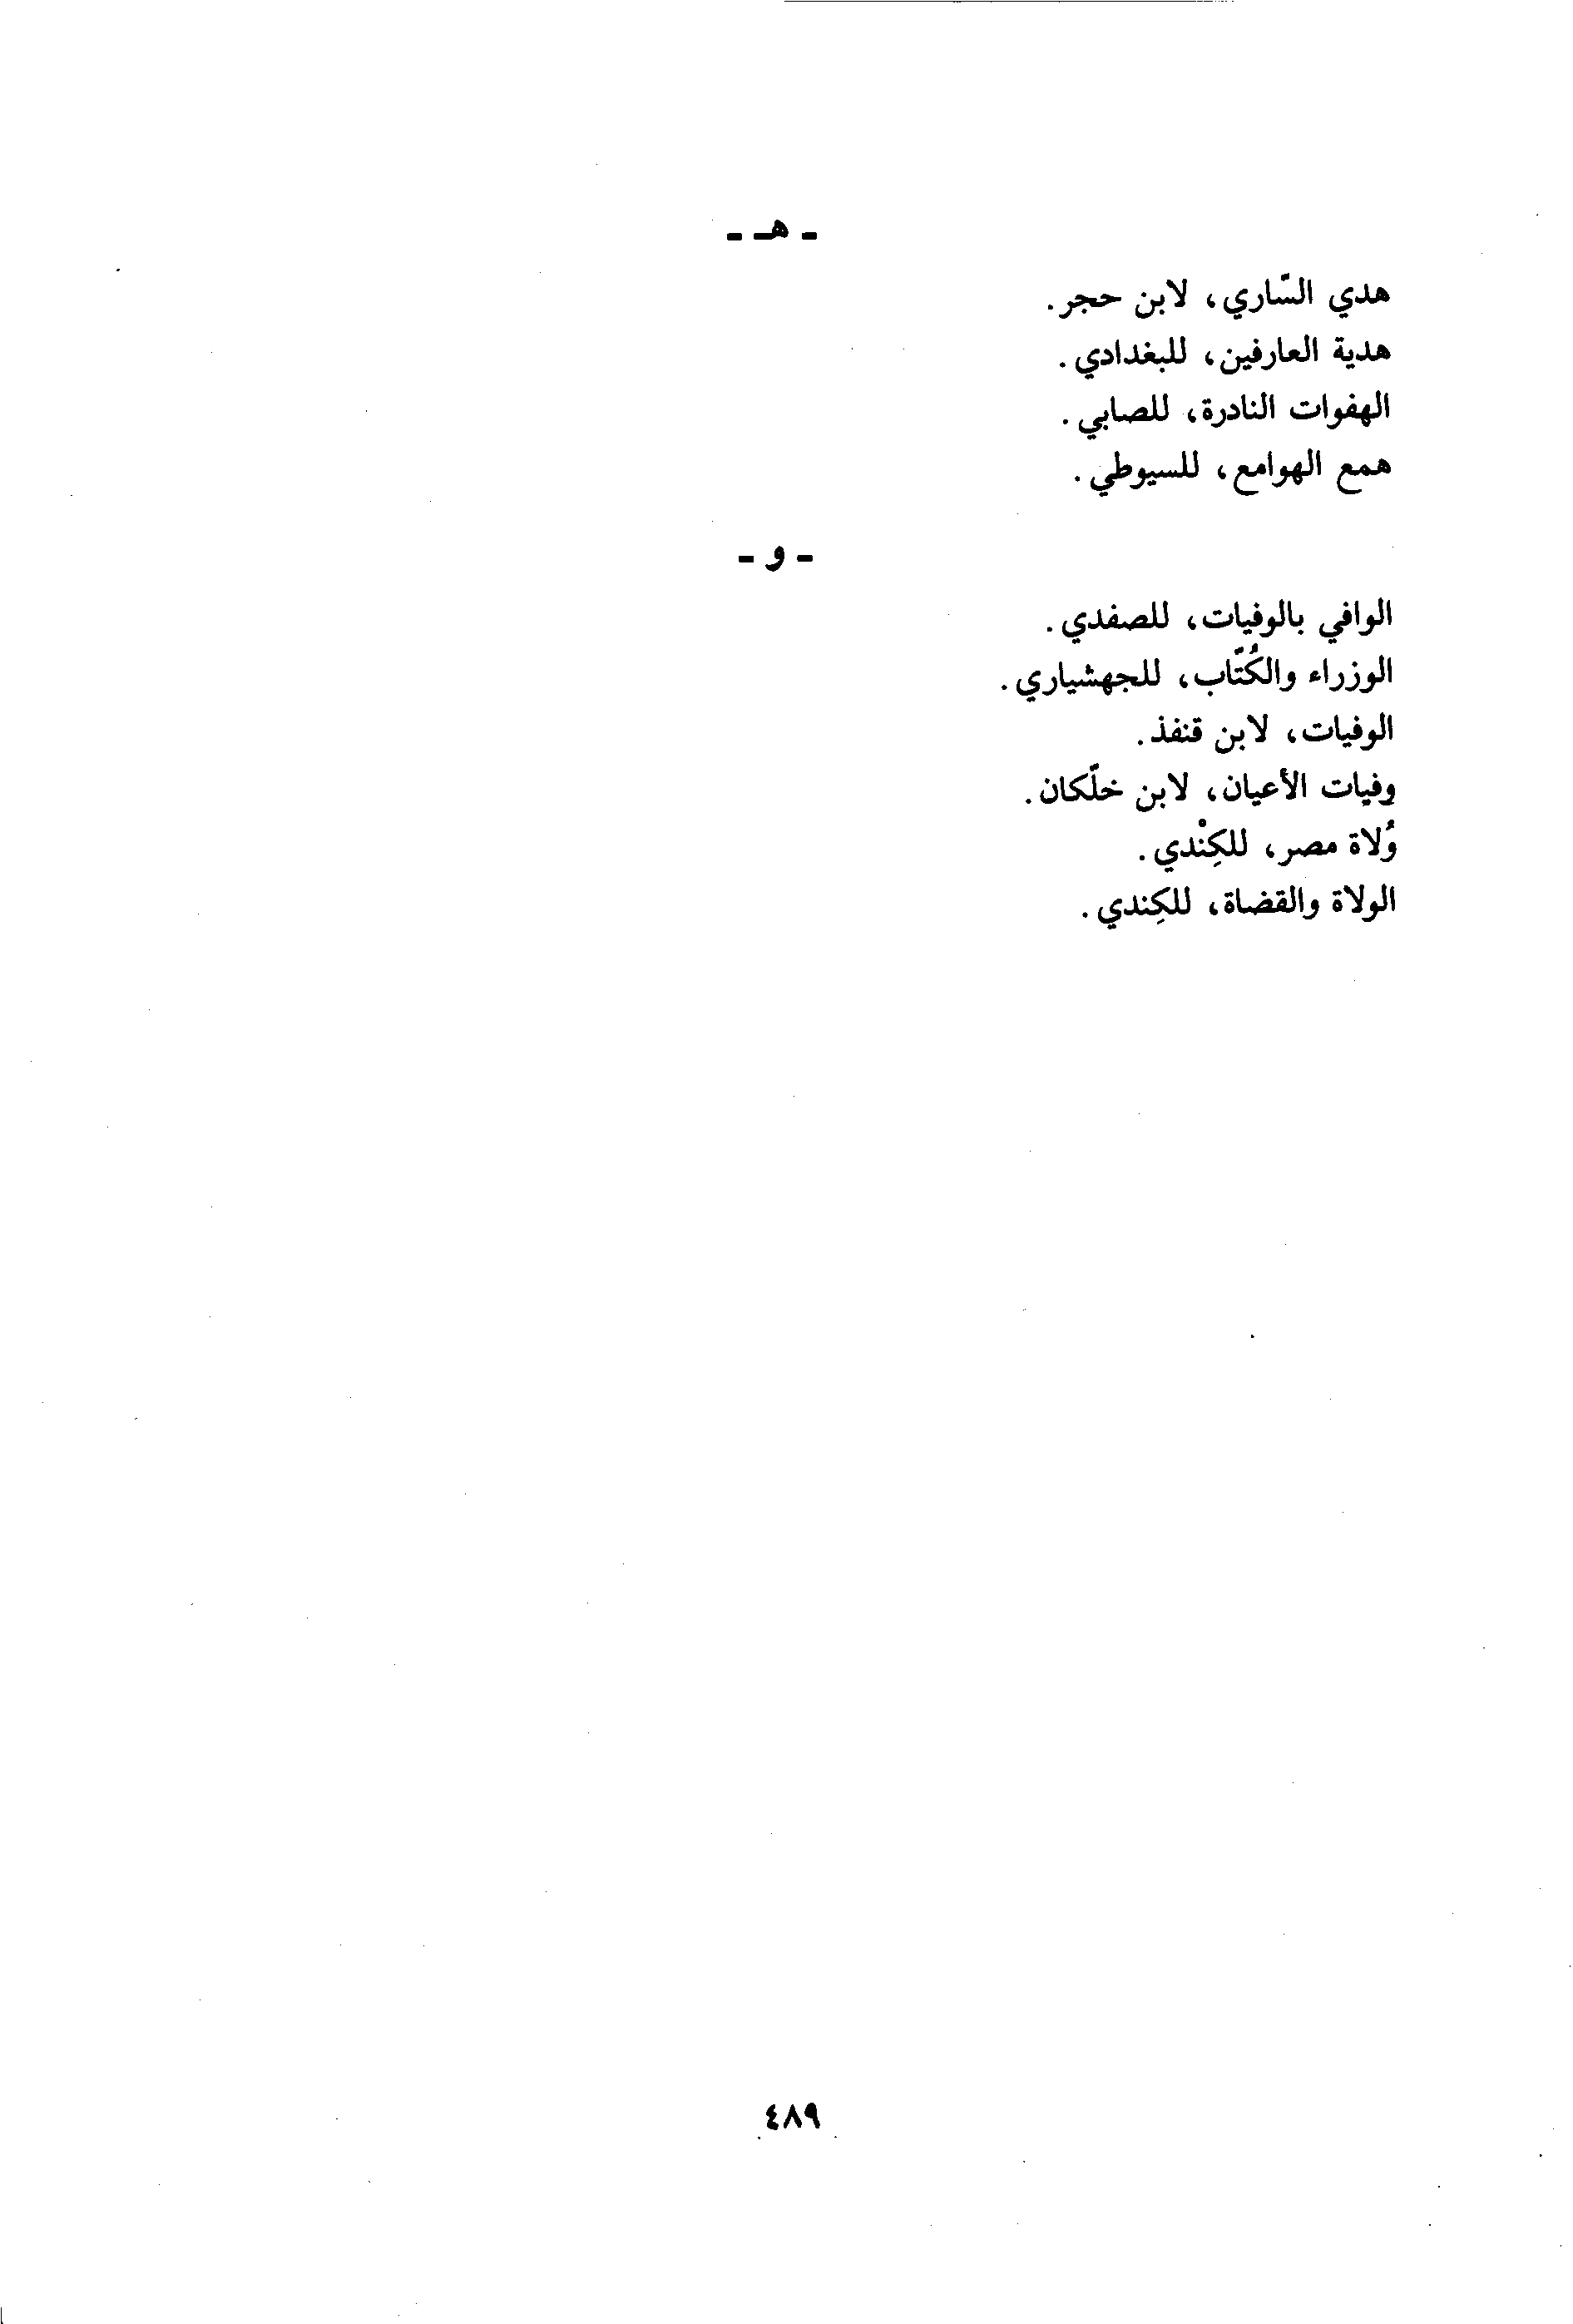 - هـ -
هدي السّاري، لابن حجر.
هدية العارفين، للبغدادي.
الهفوات النادرة، للصابي.
همع الهوامع، للسيوطي.
- و -
الوافي بالوفيات، للصفدي.
الوزراء والكُتّاب، للجهشياري.
الوفيات، لابن قنفذ.
وفيات الأعيان، لابن خلّكان.
وُلاة مصر، للكِنْدي.
الولاة والقضاة، للكِندي.
٤٨٩